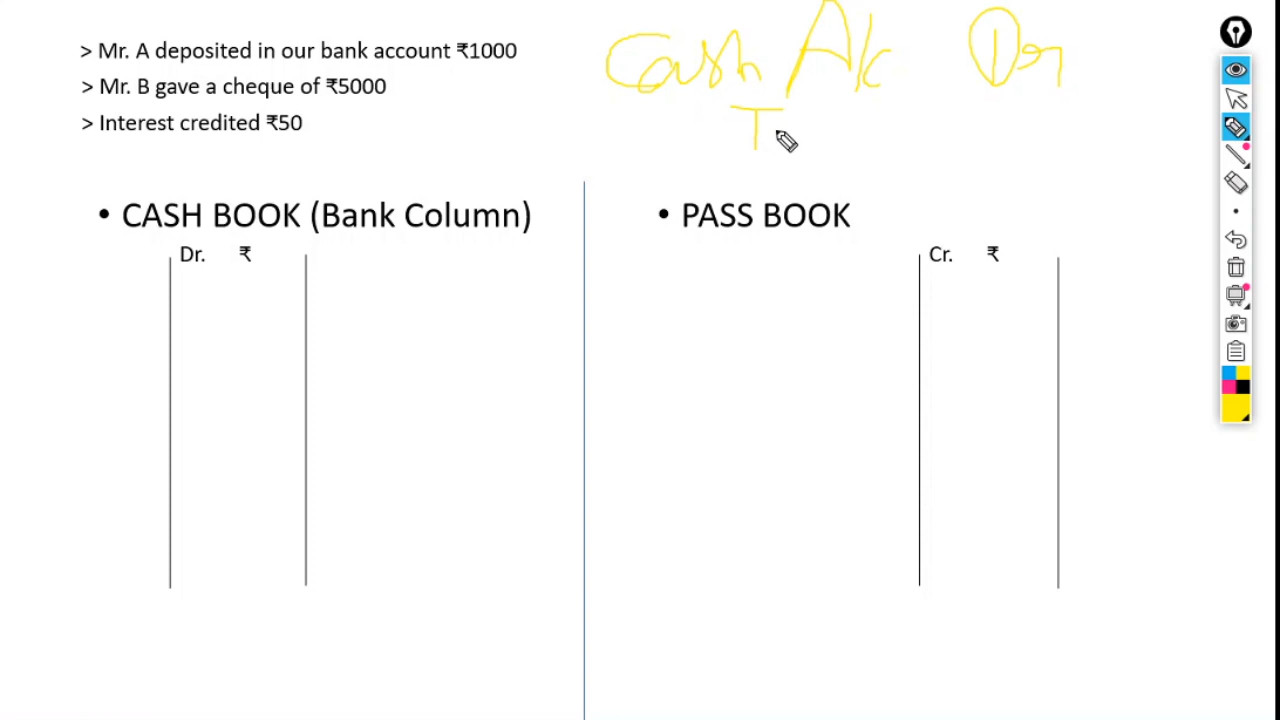 > Mr. A deposited in our bank account ₹1000
> Mr. B gave a cheque of ₹5000
> Interest credited ₹50
Cash A/c Dr
T
• CASH BOOK (Bank Column)
Dr. ₹
• PASS BOOK
Cr. ₹